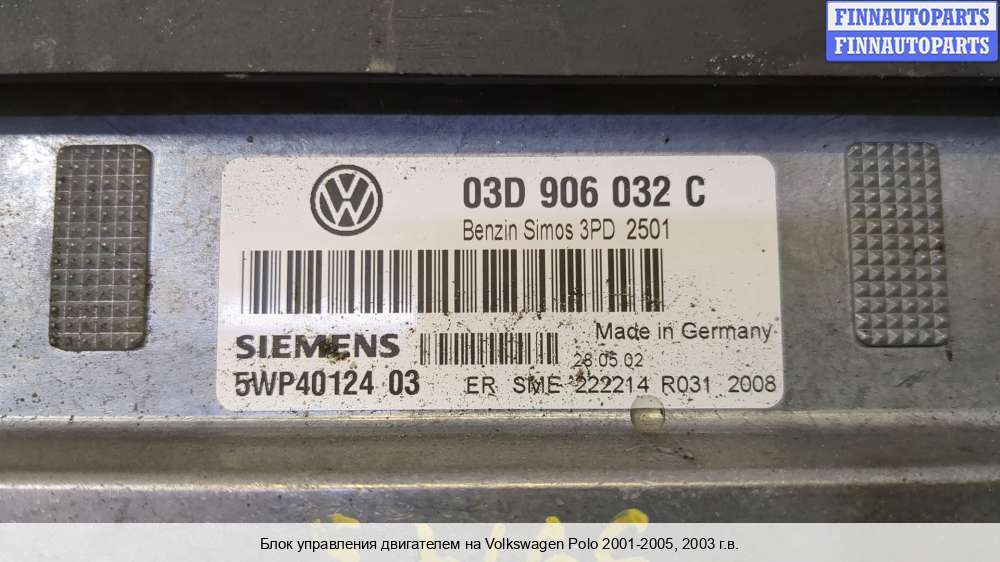 FINNAUTOPARTS
FINNAUTOPARTS
03D 906 032 C
Benzin Simos 3PD 2501
Made in Germany
SIEMENS
28.05.02
5WP40124 03
ER SME 222214 R031 2008
Блок управления двигателем на Volkswagen Polo 2001-2005, 2003 г.в.